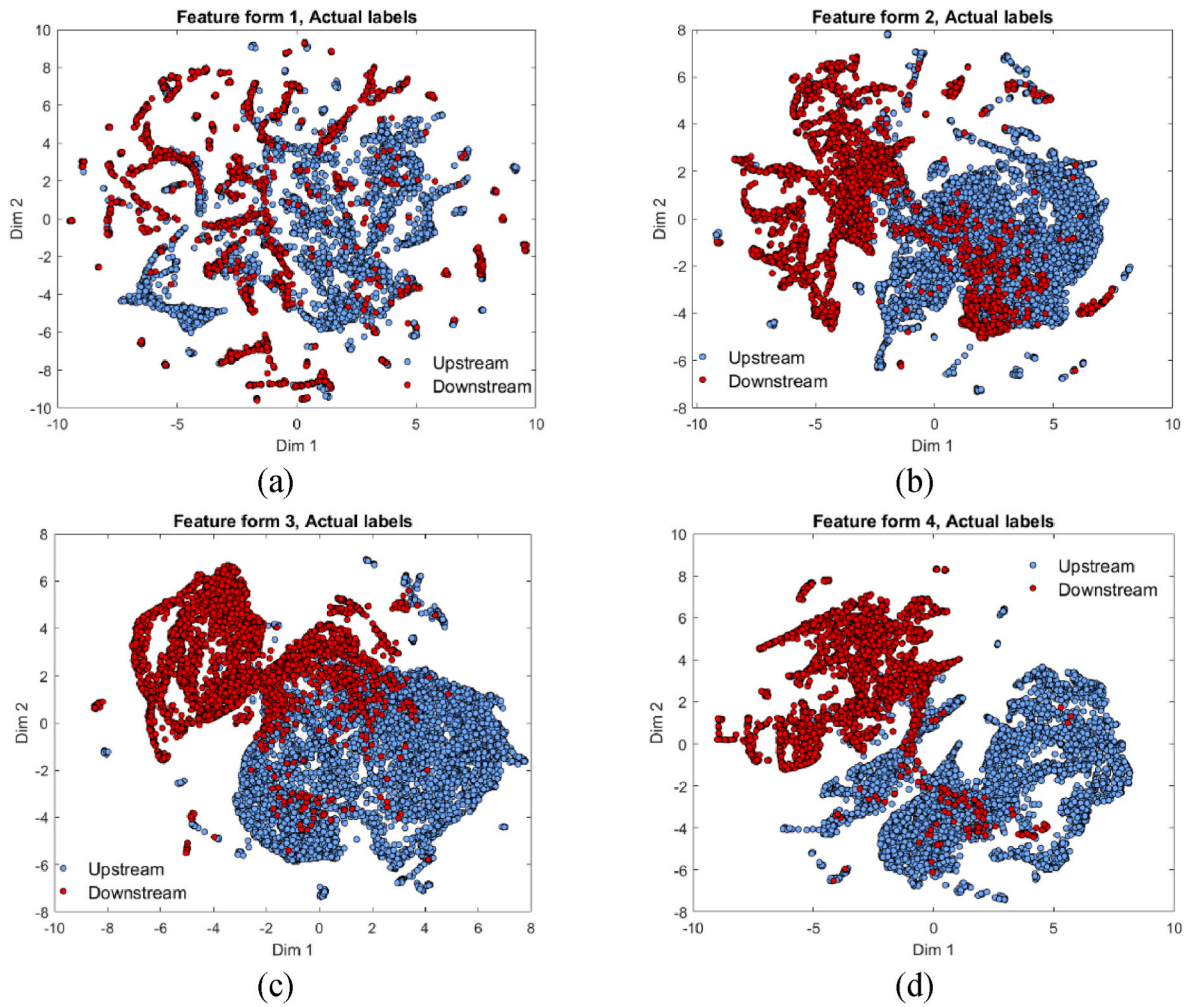 Feature form 1, Actual labels
10
8
6
4
2
0
-2
-4
-6
-8
-10
Dim 2
-10 -5 0 5 10
Dim 1
Upstream
Downstream
(a)
Feature form 2, Actual labels
8
6
4
2
0
-2
-4
-6
-8
Dim 2
-10 -5 0 5 10
Dim 1
Upstream
Downstream
(b)
Feature form 3, Actual labels
8
6
4
2
0
-2
-4
-6
-8
Dim 2
-10 -8 -6 -4 -2 0 2 4 6 8
Dim 1
Upstream
Downstream
(c)
Feature form 4, Actual labels
10
8
6
4
2
0
-2
-4
-6
-8
Dim 2
-10 -5 0 5 10
Dim 1
Upstream
Downstream
(d)